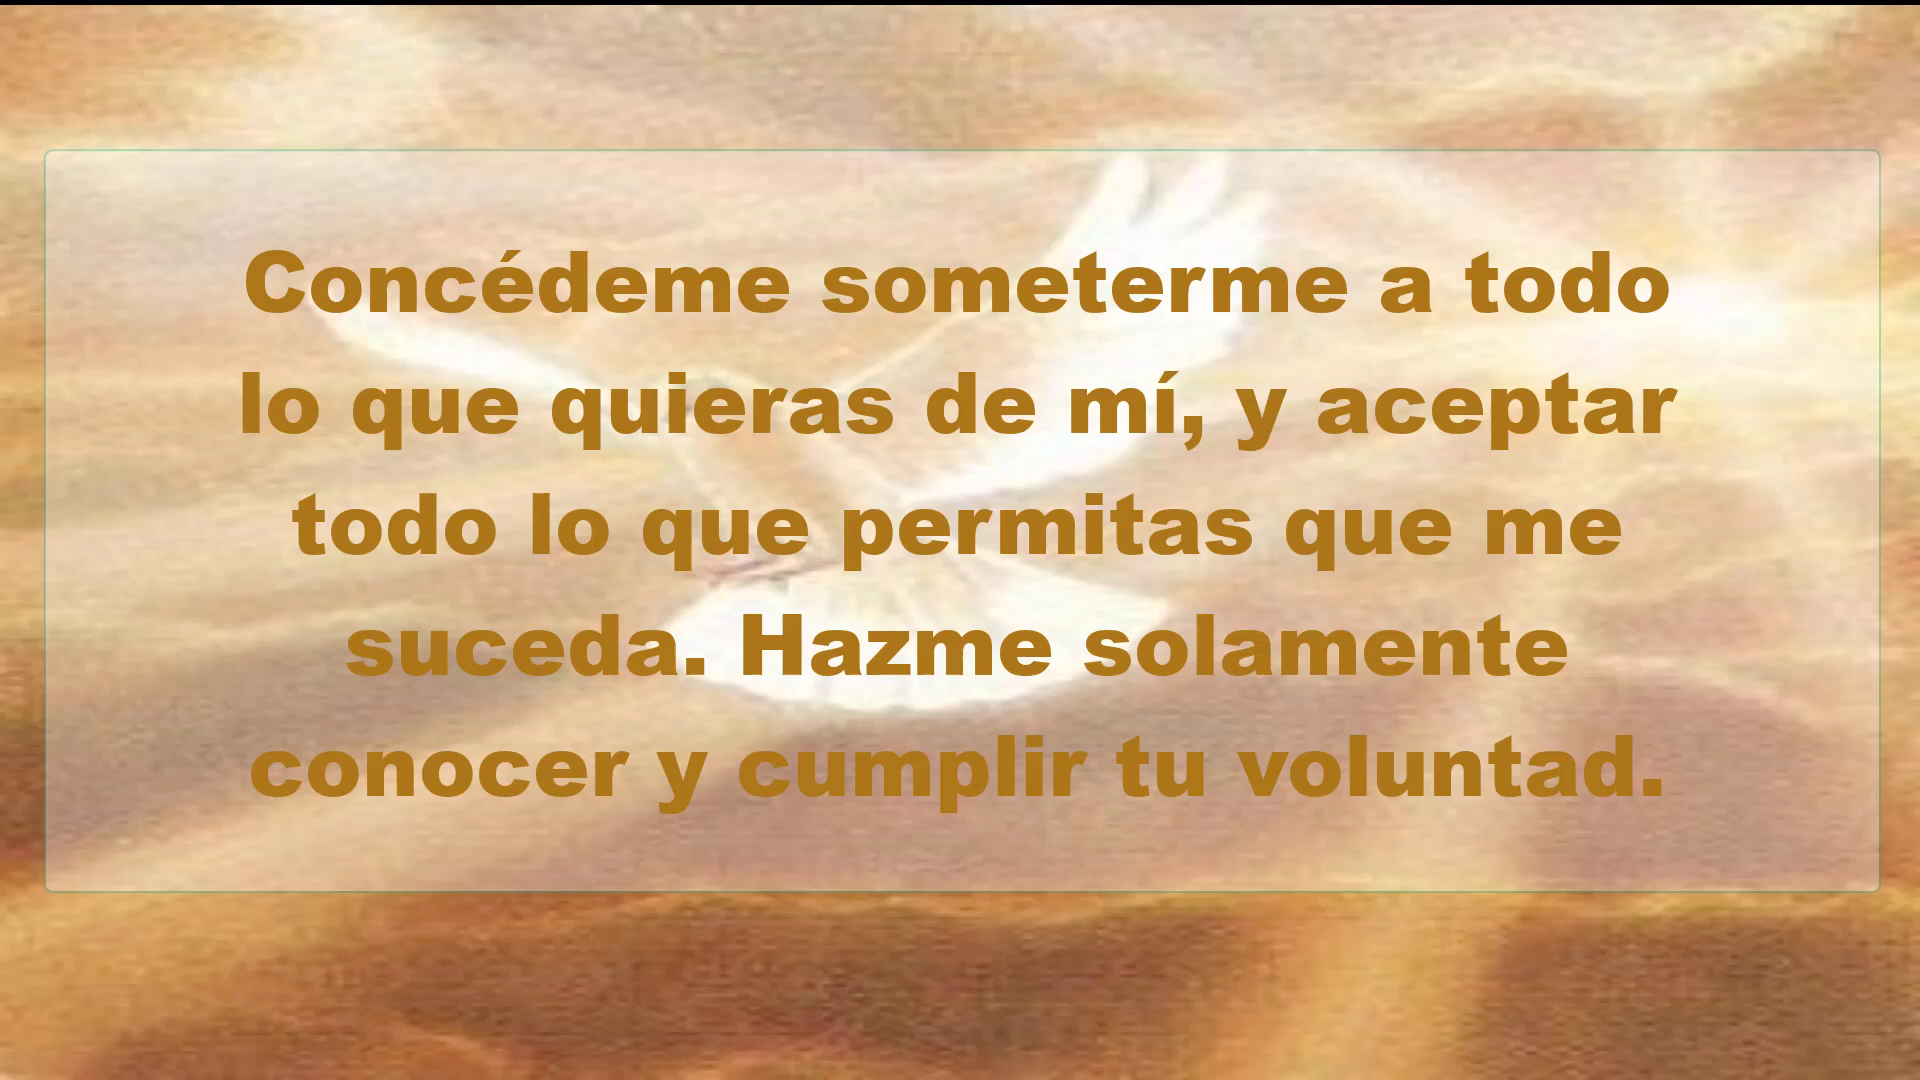 Concédeme someterme a todo
lo que quieras de mí, y aceptar
todo lo que permitas que me
suceda. Hazme solamente
conocer y cumplir tu voluntad.